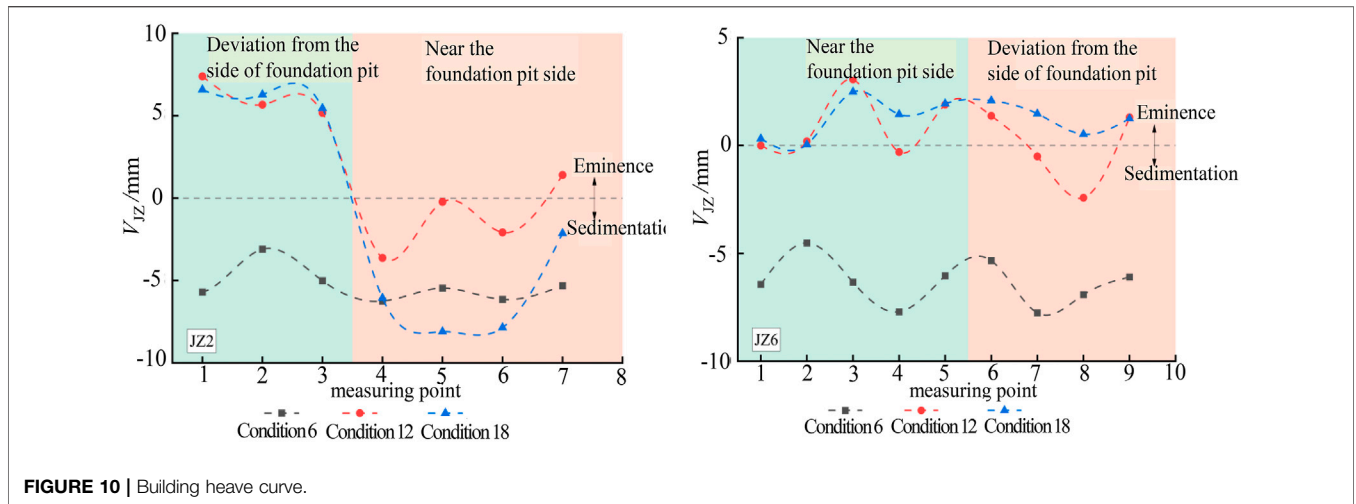 10
5
0
-5
-10
V_JZ/mm
Deviation from the
side of foundation pit
Near the
foundation pit side
Eminence
Sedimentatio
JZ2
1 2 3 4 5 6 7 8
measuring point
Condition 6 Condition 12 Condition 18
5
0
-5
-10
V_JZ/mm
Near the
foundation pit side
Deviation from the
side of foundation pit
Eminence
Sedimentation
JZ6
1 2 3 4 5 6 7 8 9 10
measuring point
Condition 6 Condition 12 Condition 18
FIGURE 10 | Building heave curve.